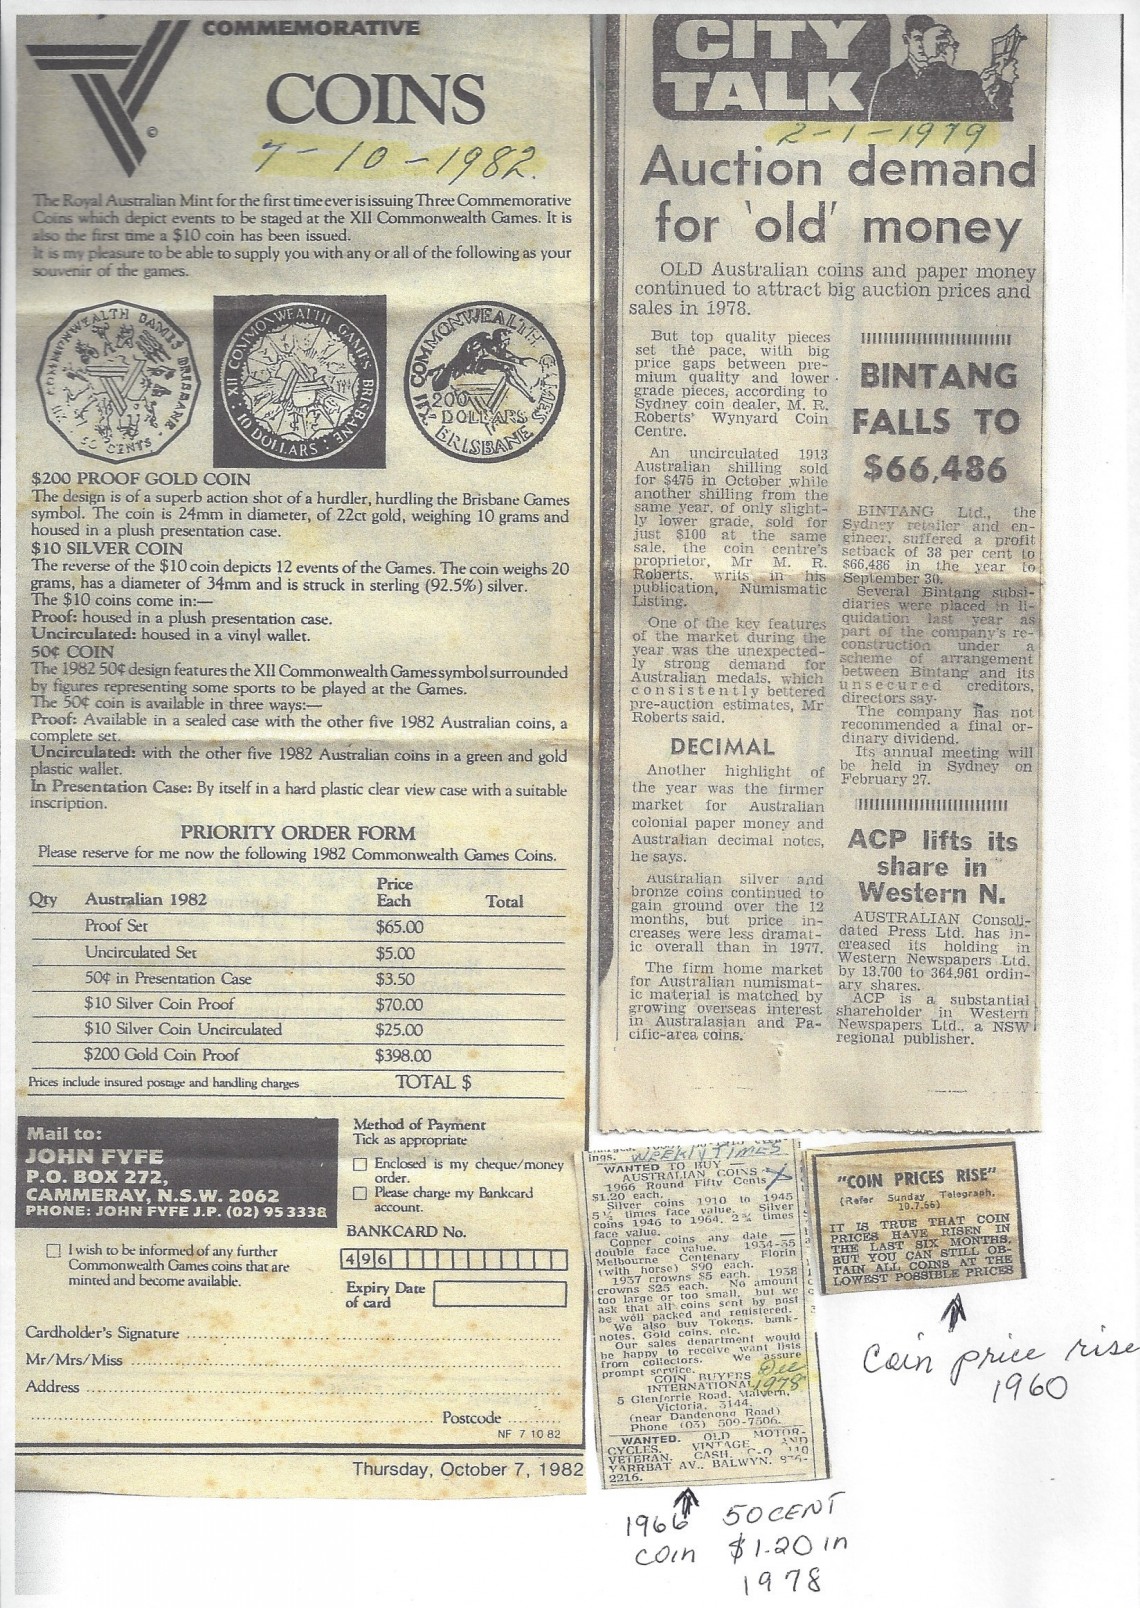 COMMEMORATIVE
COINS
7-10-1982.
The Royal Australian Mint for the first time ever is issuing Three Commemorative
Coins which depict events to be staged at the XII Commonwealth Games. It is
also the first time a $10 coin has been issued.
It is my pleasure to be able to supply you with any or all of the following as your
souvenir of the games.
XII COMMONWEALTH GAMES BRISBANE
50 CENTS
XII COMMONWEALTH GAMES BRISBANE
10 DOLLARS
XII COMMONWEALTH GAMES
200
DOLLARS
BRISBANE
$200 PROOF GOLD COIN
The design is of a superb action shot of a hurdler, hurdling the Brisbane Games
symbol. The coin is 24mm in diameter, of 22ct gold, weighing 10 grams and
housed in a plush presentation case.
$10 SILVER COIN
The reverse of the $10 coin depicts 12 events of the Games. The coin weighs 20
grams, has a diameter of 34mm and is struck in sterling (92.5%) silver.
The $10 coins come in:—
Proof: housed in a plush presentation case.
Uncirculated: housed in a vinyl wallet.
50¢ COIN
The 1982 50¢ design features the XII Commonwealth Games symbol surrounded
by figures representing some sports to be played at the Games.
The 50¢ coin is available in three ways:—
Proof: Available in a sealed case with the other five 1982 Australian coins, a
complete set.
Uncirculated: with the other five 1982 Australian coins in a green and gold
plastic wallet.
In Presentation Case: By itself in a hard plastic clear view case with a suitable
inscription.
PRIORITY ORDER FORM
Please reserve for me now the following 1982 Commonwealth Games Coins.
Qty Australian 1982 Price Each Total
Proof Set $65.00
Uncirculated Set $5.00
50¢ in Presentation Case $3.50
$10 Silver Coin Proof $70.00
$10 Silver Coin Uncirculated $25.00
$200 Gold Coin Proof $398.00
Prices include insured postage and handling charges TOTAL $
Mail to:
JOHN FYFE
P.O. BOX 272,
CAMMERAY, N.S.W. 2062
PHONE: JOHN FYFE J.P. (02) 95 3338
I wish to be informed of any further
Commonwealth Games coins that are
minted and become available.
Method of Payment
Tick as appropriate
Enclosed is my cheque/money
order.
Please charge my Bankcard
account.
BANKCARD No.
496
Expiry Date
of card
Cardholder's Signature
Mr/Mrs/Miss
Address
Postcode
NF 7 10 82
Thursday, October 7, 1982
CITY
TALK
2-1-1979
Auction demand
for 'old' money
OLD Australian coins and paper money
continued to attract big auction prices and
sales in 1978.
But top quality pieces
set the pace, with big
price gaps between pre-
mium quality and lower
grade pieces, according to
Sydney coin dealer, M. R.
Roberts' Wynyard Coin
Centre.
An uncirculated 1913
Australian shilling sold
for $475 in October while
another shilling from the
same year, of only slight-
ly lower grade, sold for
just $100 at the same
sale, the coin centre's
proprietor, Mr M. R.
Roberts, writs in his
publication, Numismatic
Listing.
One of the key features
of the market during the
year was the unexpected-
ly strong demand for
Australian medals, which
consistently bettered
pre-auction estimates, Mr
Roberts said.
DECIMAL
Another highlight of
the year was the firmer
market for Australian
colonial paper money and
Australian decimal notes,
he says.
Australian silver and
bronze coins continued to
gain ground over the 12
months, but price in-
creases were less dramat-
ic overall than in 1977.
The firm home market
for Australian numismat-
ic material is matched by
growing overseas interest
in Australasian and Pa-
cific-area coins.
BINTANG
FALLS TO
$66,486
BINTANG Ltd., the
Sydney retailer and en-
gineer, suffered a profit
setback of 38 per cent to
$66,486 in the year to
September 30.
Several Bintang subsi-
diaries were placed in li-
quidation last year as
part of the company's re-
construction under a
scheme of arrangement
between Bintang and its
unsecured creditors,
directors say.
The company has not
recommended a final or-
dinary dividend.
Its annual meeting will
be held in Sydney on
February 27.
ACP lifts its
share in
Western N.
AUSTRALIAN Consoli-
dated Press Ltd. has in-
creased its holding in
Western Newspapers Ltd.
by 13,700 to 364,961 ordin-
ary shares.
ACP is a substantial
shareholder in Western
Newspapers Ltd., a NSW
regional publisher.
ings.
WEEKLY TIMES
WANTED TO BUY —
AUSTRALIAN COINS
1966 Round Fifty Cents
$1.20 each.
Silver coins 1910 to 1945
5½ times face value. Silver
coins 1946 to 1964, 2¾ times
face value.
Copper coins any date —
double face value. 1934-35
Melbourne Centenary Florin
(with horse) $90 each.
1937 crowns $5 each. 1938
crowns $25 each. No amount
too large or too small, but we
ask that all coins sent by post
be well packed and registered.
We also buy Tokens, bank-
notes, Gold coins, etc.
Our sales department would
be happy to receive want lists
from collectors. We assure
prompt service.
COIN BUYERS
INTERNATIONAL
Dec
1978
5 Glenferrie Road, Malvern,
Victoria, 3144.
(near Dandenong Road)
Phone (03) 509-7506.
WANTED. OLD MOTOR-
CYCLES. VINTAGE AND
VETERAN. CASH. C-O 110
YARRBAT AV., BALWYN.
2216.
"COIN PRICES RISE"
(Refer Sunday Telegraph,
10.7.66)
IT IS TRUE THAT COIN
PRICES HAVE RISEN IN
THE LAST SIX MONTHS,
BUT YOU CAN STILL OB-
TAIN ALL COINS AT THE
LOWEST POSSIBLE PRICES
Coin price rise
1960
1966 50 CENT
coin $1.20 in
1978